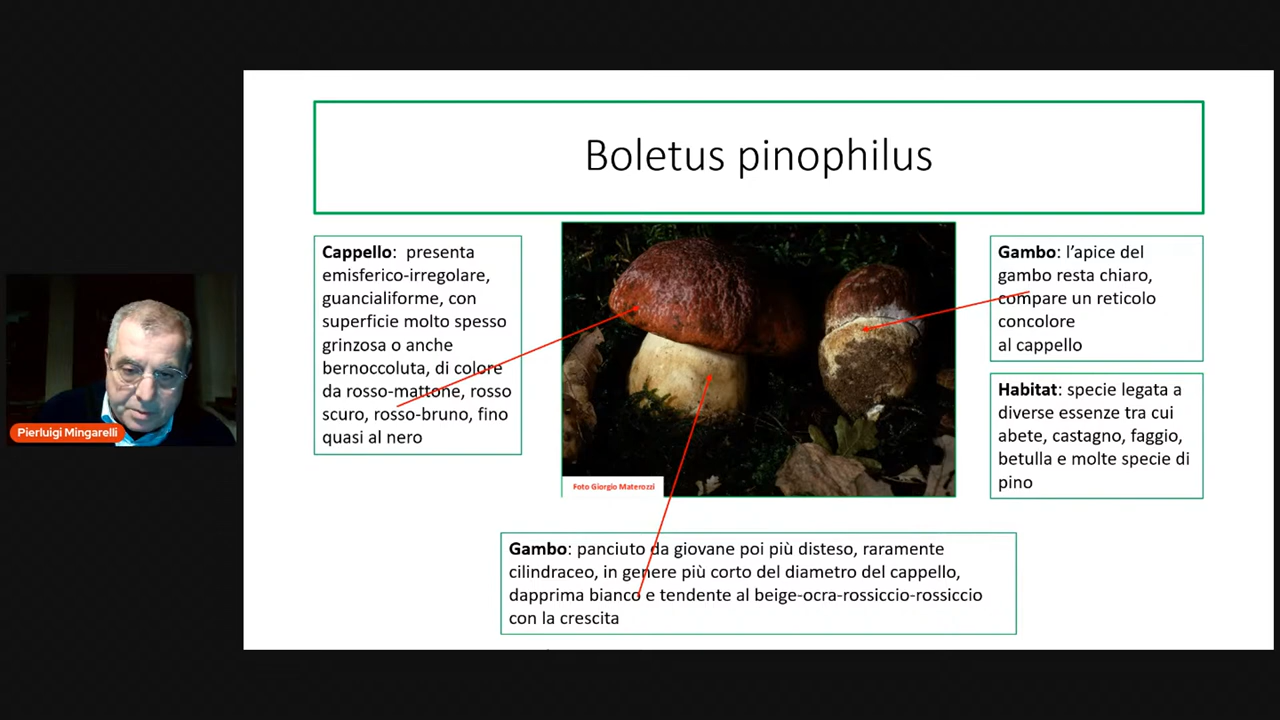 Boletus pinophilus
Cappello: presenta
emisferico-irregolare,
guancialiforme, con
superficie molto spesso
grinzosa o anche
bernoccoluta, di colore
da rosso-mattone, rosso
scuro, rosso-bruno, fino
quasi al nero
Foto Giorgio Materozzi
Gambo: l'apice del
gambo resta chiaro,
compare un reticolo
concolore
al cappello
Habitat: specie legata a
diverse essenze tra cui
abete, castagno, faggio,
betulla e molte specie di
pino
Gambo: panciuto da giovane poi più disteso, raramente
cilindraceo, in genere più corto del diametro del cappello,
dapprima bianco e tendente al beige-ocra-rossiccio-rossiccio
con la crescita
Pierluigi Mingarelli